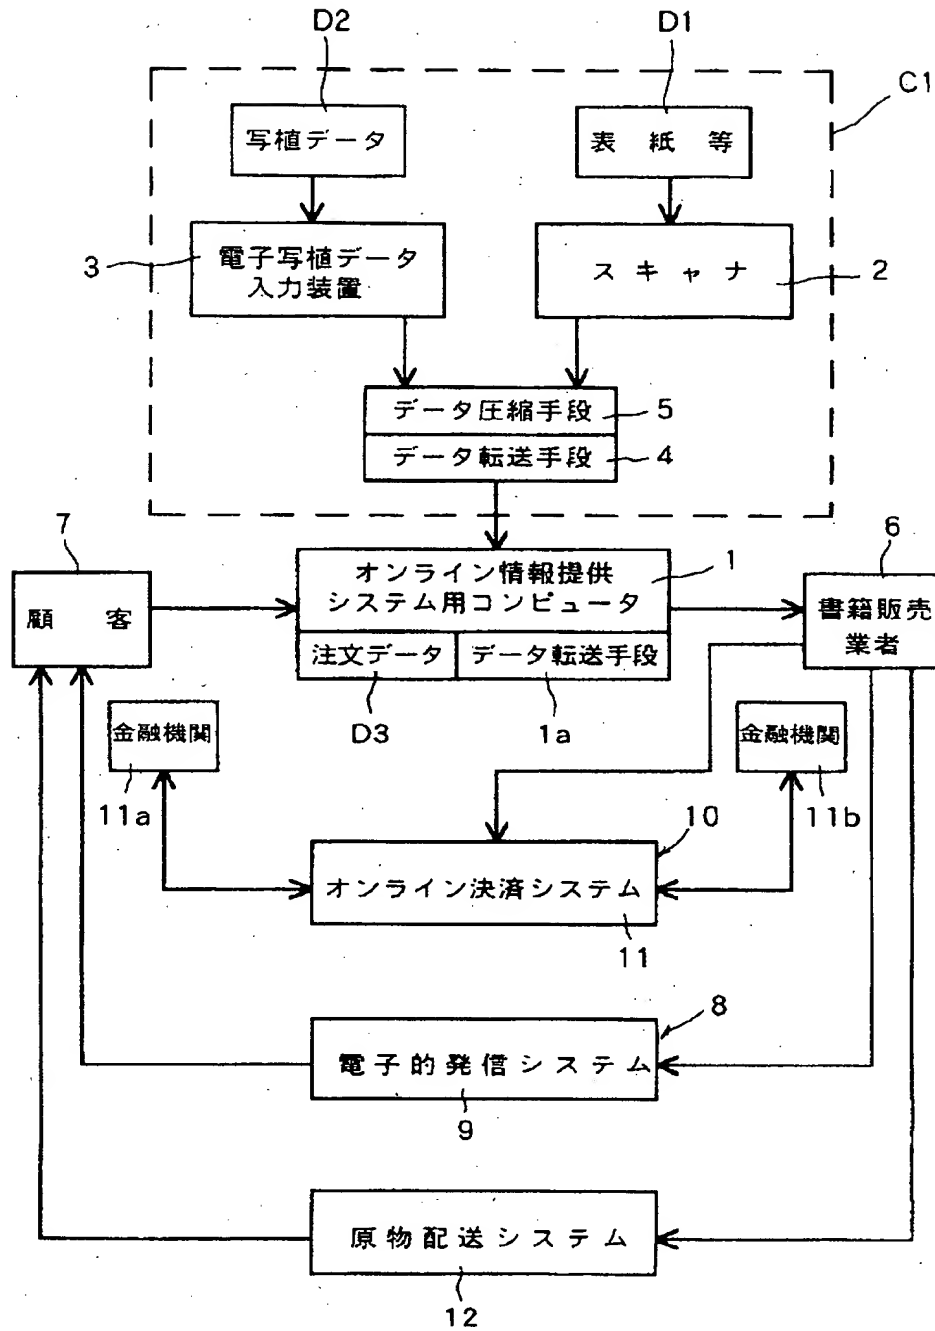 D2
D1
C1
写植データ
表紙等
3
電子写植データ
入力装置
スキャナ
2
データ圧縮手段
5
データ転送手段
4
7
6
顧客
オンライン情報提供
システム用コンピュータ
1
書籍販売
業者
注文データ
データ転送手段
D3
1a
金融機関
11a
金融機関
11b
10
オンライン決済システム
11
8
電子的発信システム
9
原物配送システム
12